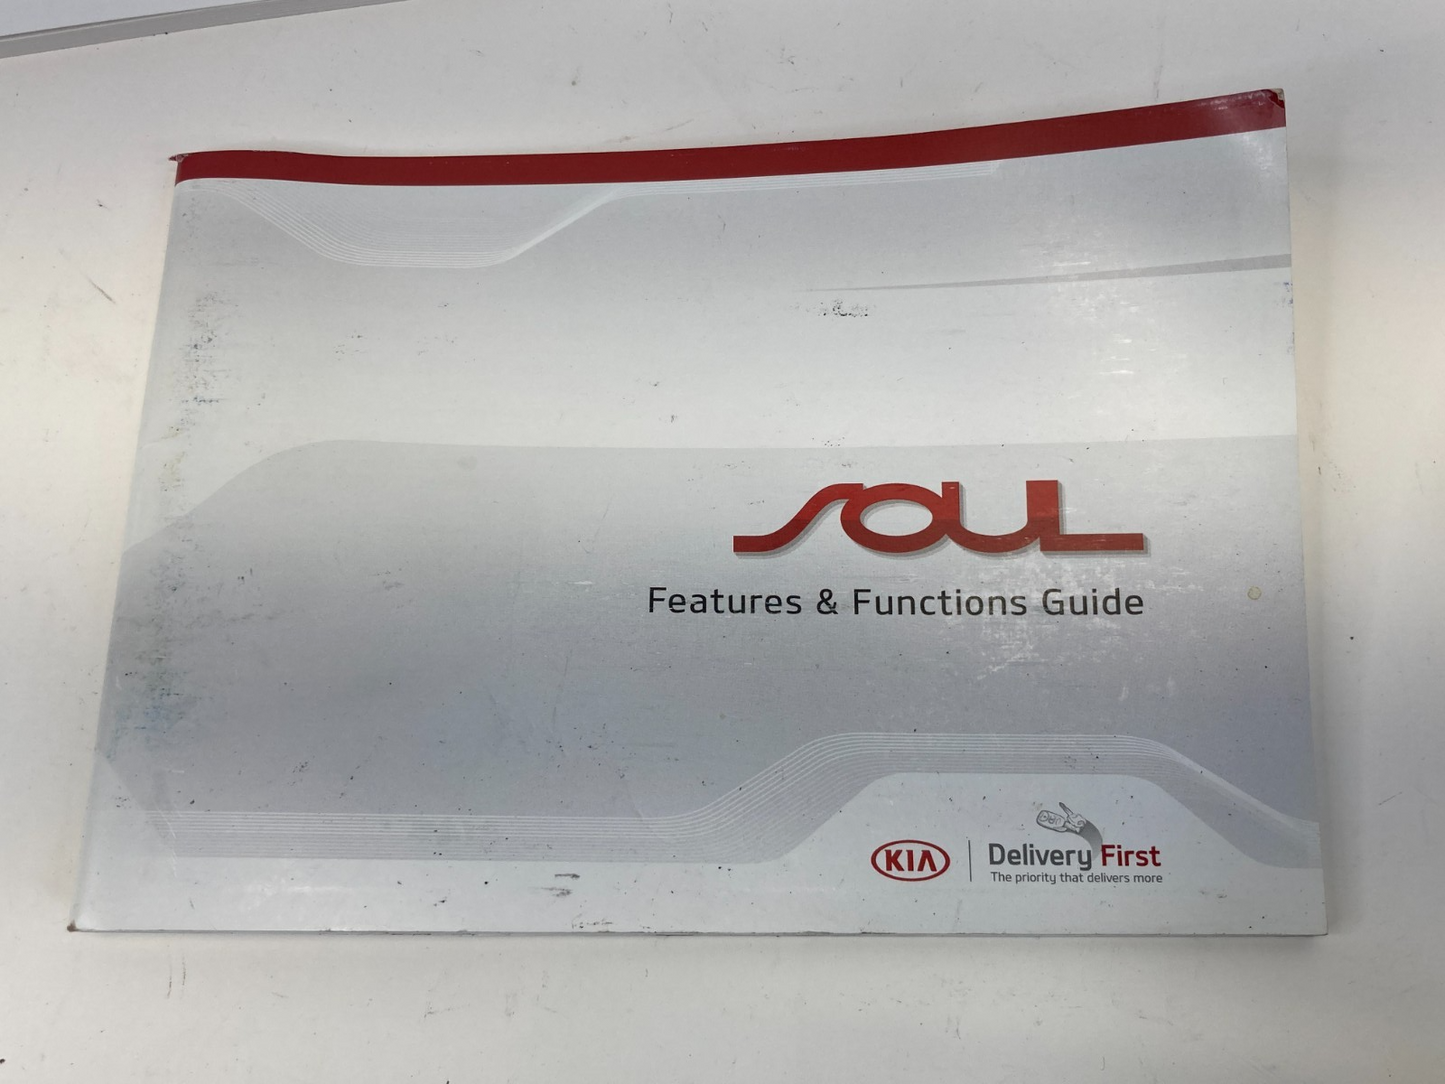 SOUL
Features & Functions Guide
KIA
Delivery First
The priority that delivers more